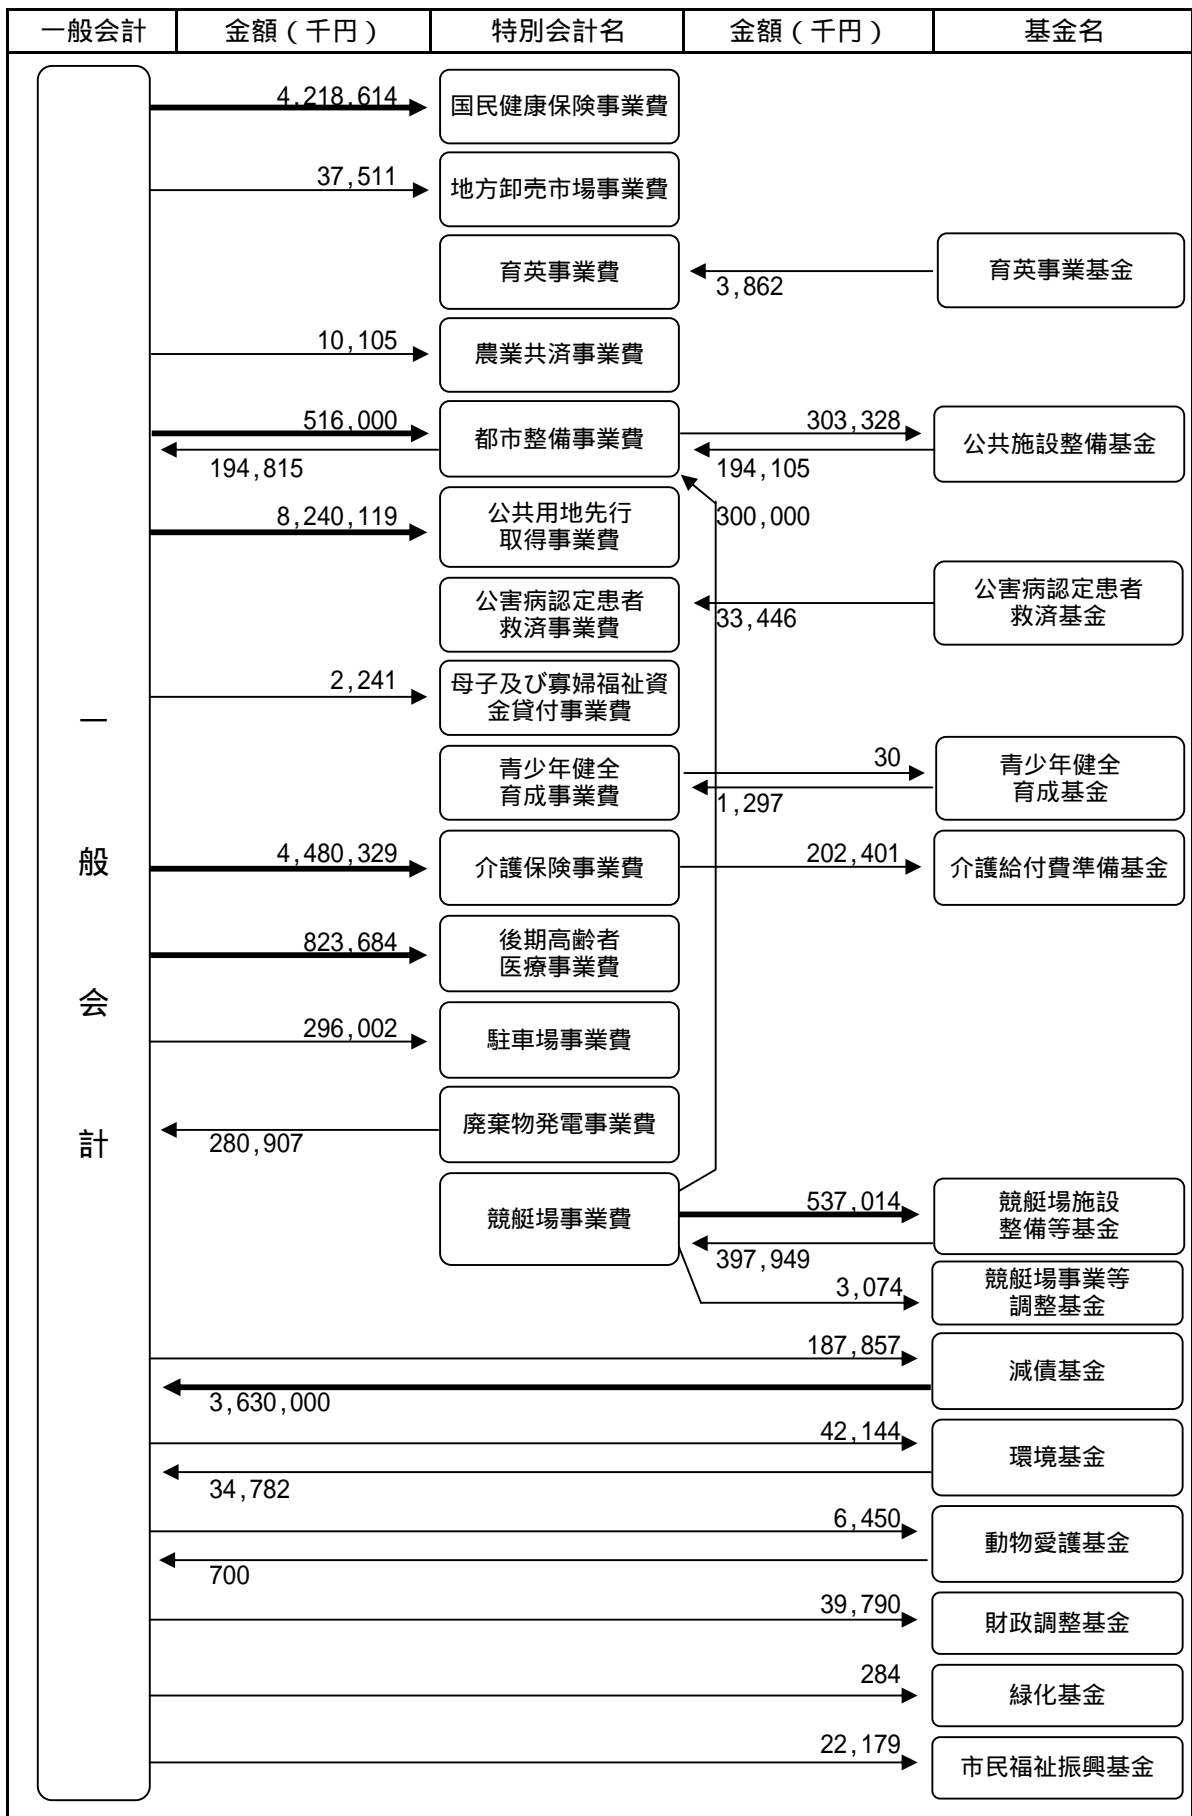 一般会計
金額(千円)
特別会計名
金額(千円)
基金名
一般会計
4,218,614
国民健康保険事業費
37,511
地方卸売市場事業費
育英事業費
3,862
育英事業基金
10,105
農業共済事業費
516,000
194,815
都市整備事業費
303,328
194,105
公共施設整備基金
8,240,119
公共用地先行
取得事業費
300,000
公害病認定患者
救済事業費
33,446
公害病認定患者
救済基金
2,241
母子及び寡婦福祉資
金貸付事業費
青少年健全
育成事業費
30
1,297
青少年健全
育成基金
4,480,329
介護保険事業費
202,401
介護給付費準備基金
823,684
後期高齢者
医療事業費
296,002
駐車場事業費
280,907
廃棄物発電事業費
競艇場事業費
537,014
397,949
競艇場施設
整備等基金
3,074
競艇場事業等
調整基金
187,857
3,630,000
減債基金
42,144
34,782
環境基金
6,450
700
動物愛護基金
39,790
財政調整基金
284
緑化基金
22,179
市民福祉振興基金